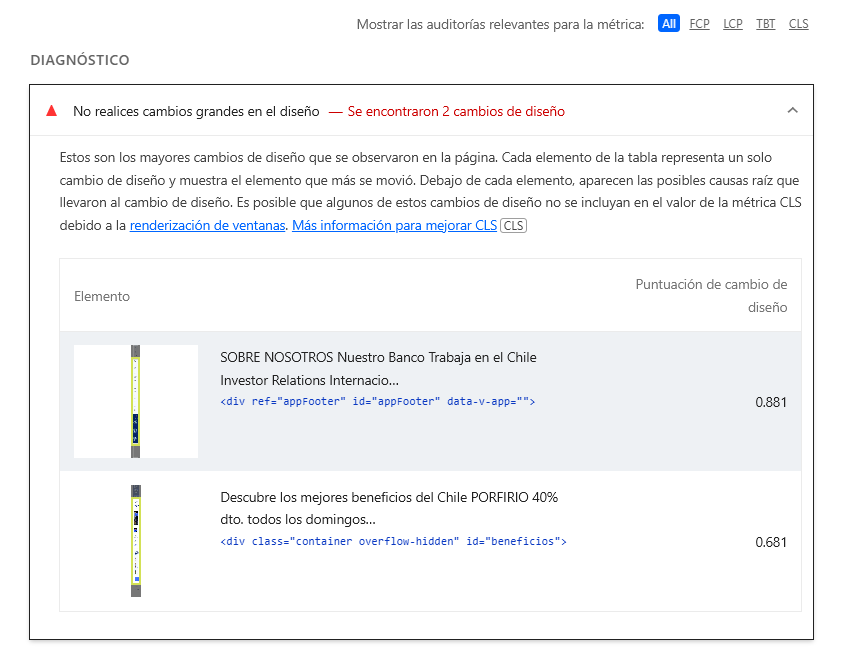 Mostrar las auditorías relevantes para la métrica: All FCP LCP TBT CLS
DIAGNÓSTICO
No realices cambios grandes en el diseño — Se encontraron 2 cambios de diseño
Estos son los mayores cambios de diseño que se observaron en la página. Cada elemento de la tabla representa un solo
cambio de diseño y muestra el elemento que más se movió. Debajo de cada elemento, aparecen las posibles causas raíz que
llevaron al cambio de diseño. Es posible que algunos de estos cambios de diseño no se incluyan en el valor de la métrica CLS
debido a la renderización de ventanas. Más información para mejorar CLS CLS
Elemento
Puntuación de cambio de
diseño
SOBRE NOSOTROS Nuestro Banco Trabaja en el Chile
Investor Relations Internacio...
<div ref="appFooter" id="appFooter" data-v-app="">
0.881
Descubre los mejores beneficios del Chile PORFIRIO 40%
dto. todos los domingos...
<div class="container overflow-hidden" id="beneficios">
0.681